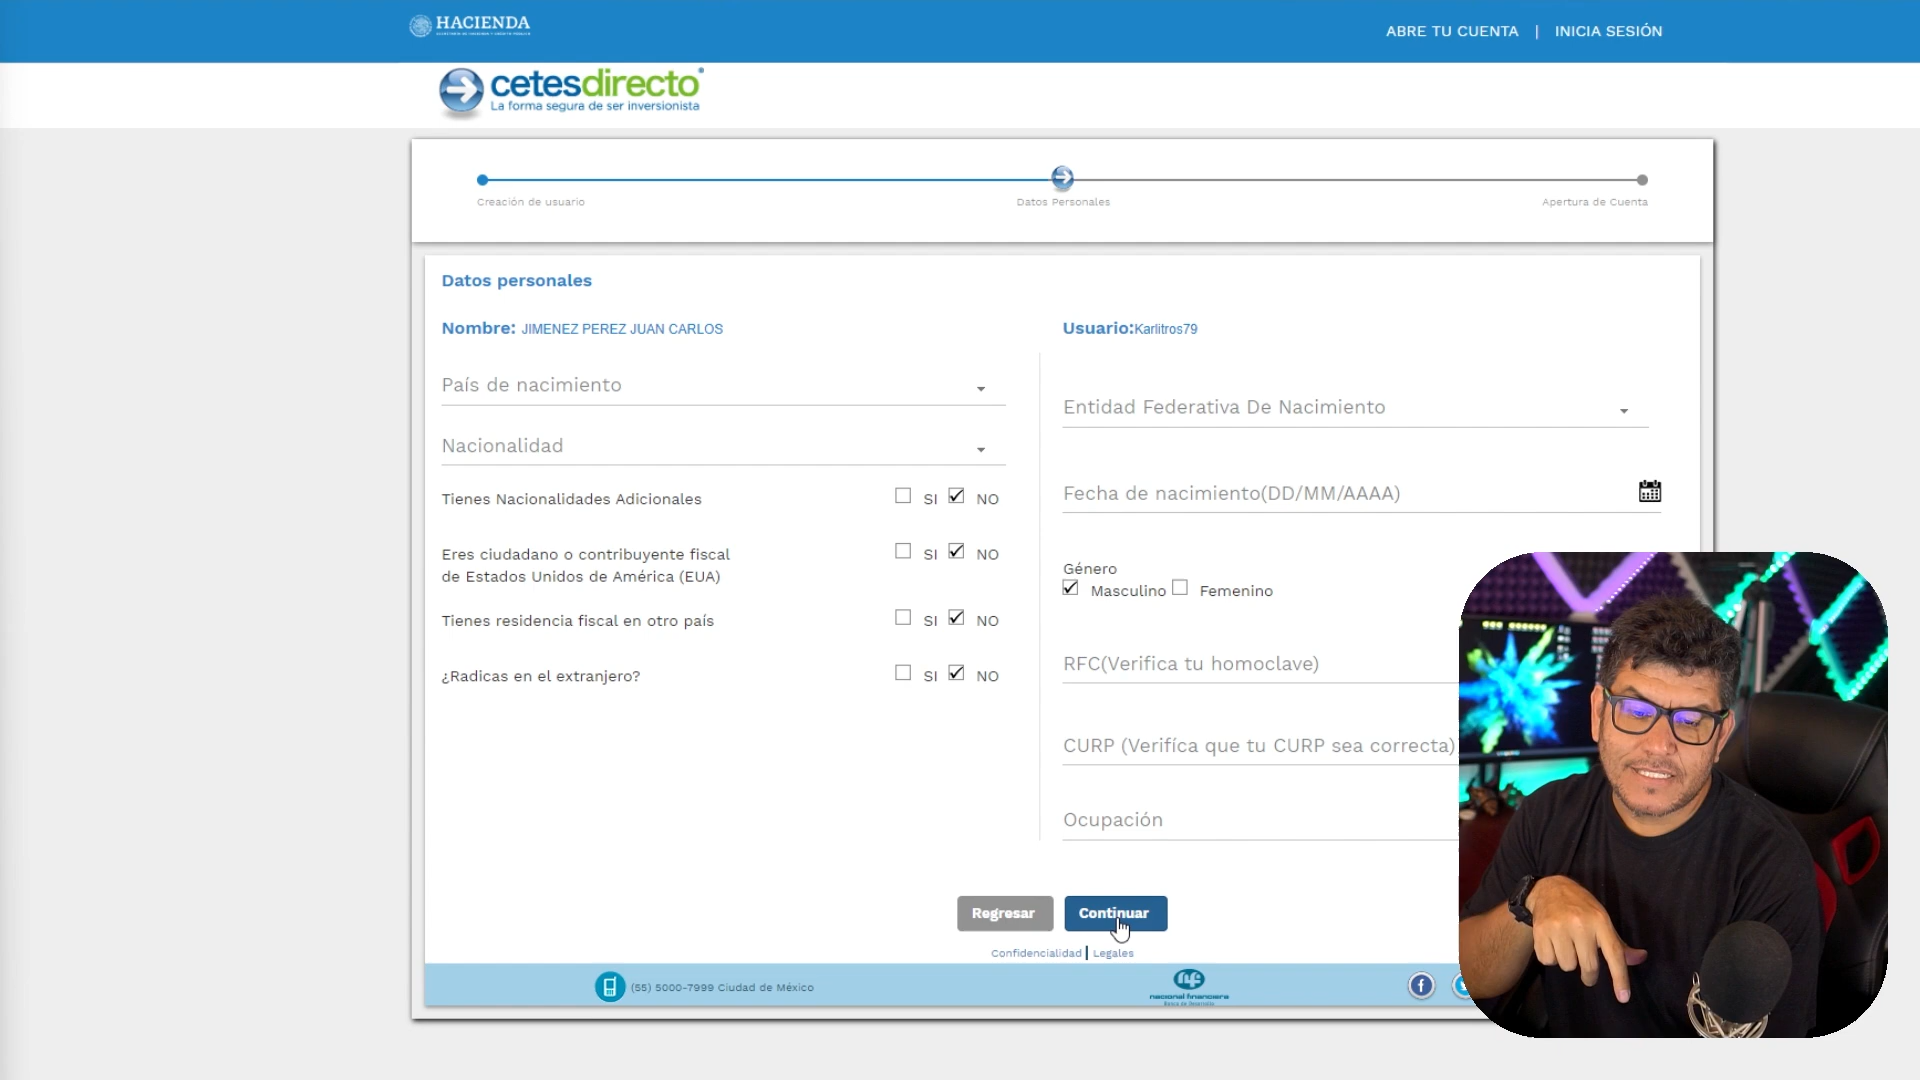 HACIENDA
ABRE TU CUENTA | INICIA SESIÓN
cetesdirecto
La forma segura de ser inversionista
Creación de usuario
Datos Personales
Apertura de Cuenta
Datos personales
Nombre: JIMENEZ PEREZ JUAN CARLOS
Usuario:Karlitros79
País de nacimiento
Entidad Federativa De Nacimiento
Nacionalidad
Tienes Nacionalidades Adicionales SI NO
Fecha de nacimiento(DD/MM/AAAA)
Eres ciudadano o contribuyente fiscal
de Estados Unidos de América (EUA) SI NO
Género
Masculino Femenino
Tienes residencia fiscal en otro país SI NO
RFC(Verifica tu homoclave)
¿Radicas en el extranjero? SI NO
CURP (Verifíca que tu CURP sea correcta)
Ocupación
Regresar Continuar
Confidencialidad | Legales
(55) 5000-7999 Ciudad de México
nacional financiera
Banca de Desarrollo